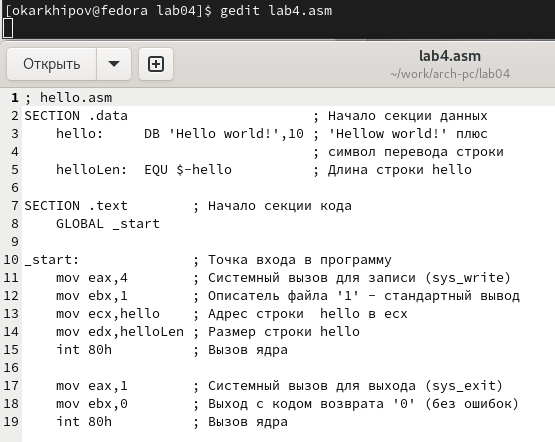 [okarkhipov@fedora lab04]$ gedit lab4.asm
Открыть
lab4.asm
~/work/arch-pc/lab04
1 ; hello.asm
2 SECTION .data ; Начало секции данных
3 hello: DB 'Hello world!',10 ; 'Hellow world!' плюс
4 ; символ перевода строки
5 helloLen: EQU $-hello ; Длина строки hello
6
7 SECTION .text ; Начало секции кода
8 GLOBAL _start
9
10 _start: ; Точка входа в программу
11 mov eax,4 ; Системный вызов для записи (sys_write)
12 mov ebx,1 ; Описатель файла '1' - стандартный вывод
13 mov ecx,hello ; Адрес строки hello в ecx
14 mov edx,helloLen ; Размер строки hello
15 int 80h ; Вызов ядра
16
17 mov eax,1 ; Системный вызов для выхода (sys_exit)
18 mov ebx,0 ; Выход с кодом возврата '0' (без ошибок)
19 int 80h ; Вызов ядра